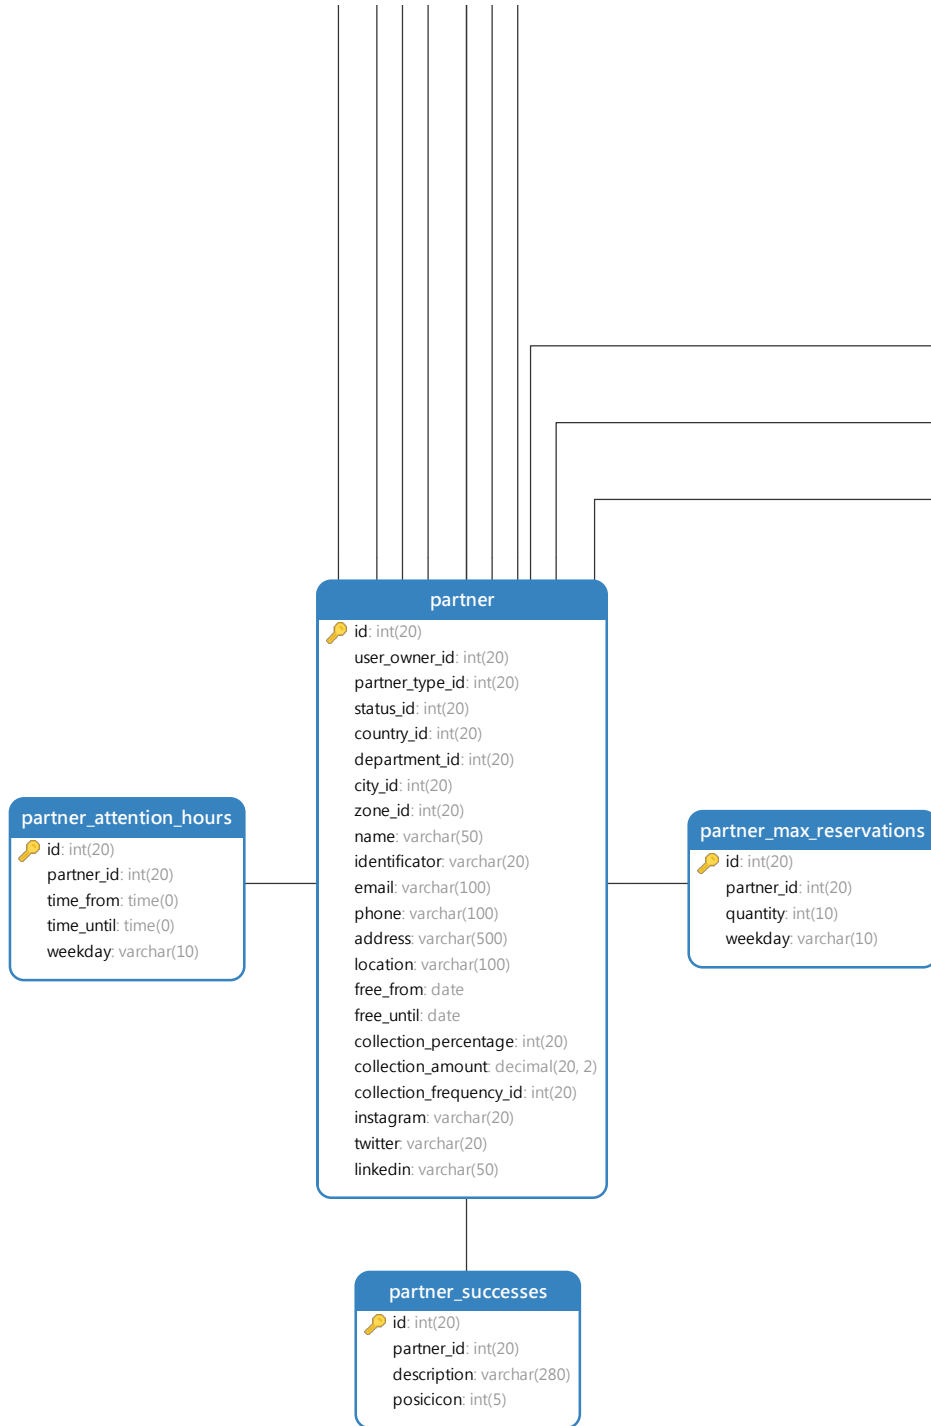 partner
id: int(20)
user_owner_id: int(20)
partner_type_id: int(20)
status_id: int(20)
country_id: int(20)
department_id: int(20)
city_id: int(20)
zone_id: int(20)
name: varchar(50)
identificator: varchar(20)
email: varchar(100)
phone: varchar(100)
address: varchar(500)
location: varchar(100)
free_from: date
free_until: date
collection_percentage: int(20)
collection_amount: decimal(20, 2)
collection_frequency_id: int(20)
instagram: varchar(20)
twitter: varchar(20)
linkedin: varchar(50)
partner_attention_hours
id: int(20)
partner_id: int(20)
time_from: time(0)
time_until: time(0)
weekday: varchar(10)
partner_max_reservations
id: int(20)
partner_id: int(20)
quantity: int(10)
weekday: varchar(10)
partner_successes
id: int(20)
partner_id: int(20)
description: varchar(280)
posicicon: int(5)